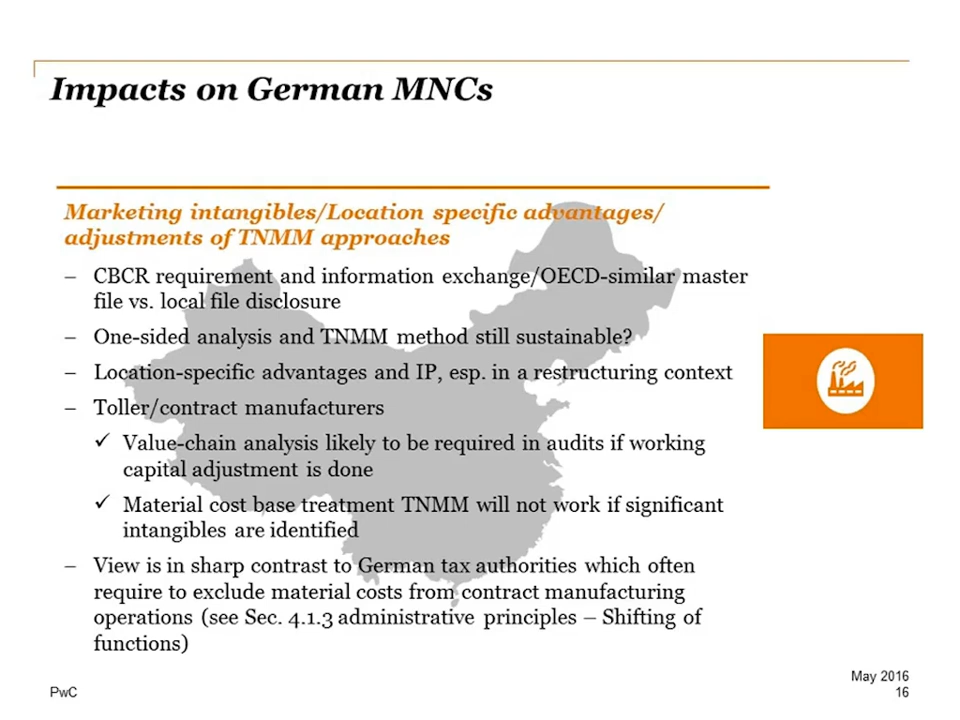 Impacts on German MNCs
Marketing intangibles/Location specific advantages/
adjustments of TNMM approaches
– CBCR requirement and information exchange/OECD-similar master
file vs. local file disclosure
– One-sided analysis and TNMM method still sustainable?
– Location-specific advantages and IP, esp. in a restructuring context
– Toller/contract manufacturers
✓ Value-chain analysis likely to be required in audits if working
capital adjustment is done
✓ Material cost base treatment TNMM will not work if significant
intangibles are identified
– View is in sharp contrast to German tax authorities which often
require to exclude material costs from contract manufacturing
operations (see Sec. 4.1.3 administrative principles – Shifting of
functions)
May 2016
PwC 16